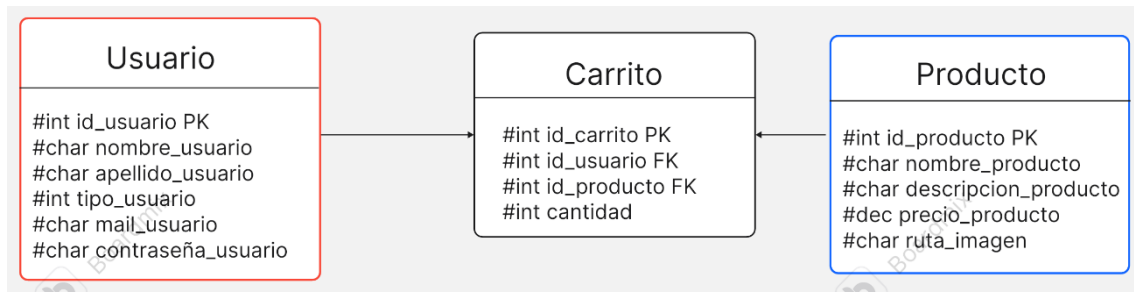 Usuario
#int id_usuario PK
#char nombre_usuario
#char apellido_usuario
#int tipo_usuario
#char mail_usuario
#char contraseña_usuario
Carrito
#int id_carrito PK
#int id_usuario FK
#int id_producto FK
#int cantidad
Producto
#int id_producto PK
#char nombre_producto
#char descripcion_producto
#dec precio_producto
#char ruta_imagen
Boardmix
Boardmix